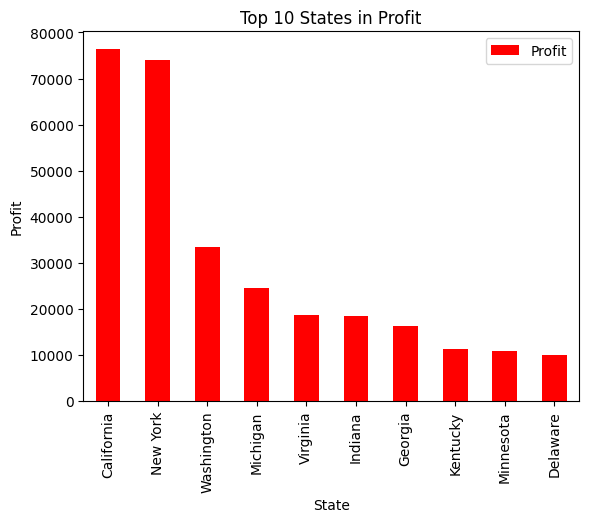 Top 10 States in Profit
Profit
80000
70000
60000
50000
40000
30000
20000
10000
0
Profit
California
New York
Washington
Michigan
Virginia
Indiana
Georgia
Kentucky
Minnesota
Delaware
State